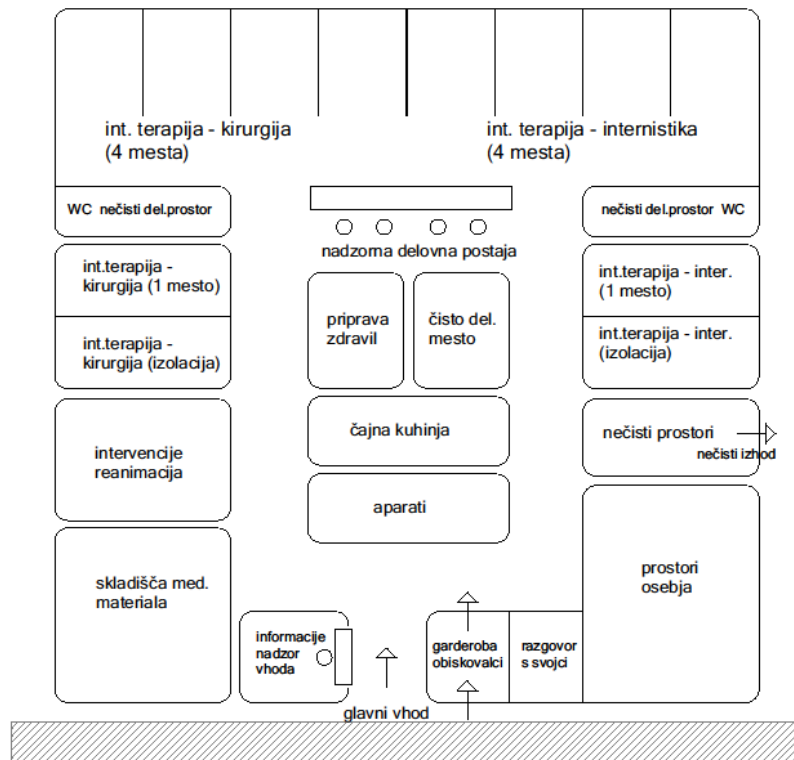 int. terapija - kirurgija
(4 mesta)
int. terapija - internistika
(4 mesta)
WC nečisti del.prostor
nečisti del.prostor WC
nadzorna delovna postaja
int.terapija -
kirurgija (1 mesto)
int.terapija - inter.
(1 mesto)
priprava
zdravil
čisto del.
mesto
int.terapija -
kirurgija (izolacija)
int.terapija - inter.
(izolacija)
čajna kuhinja
nečisti prostori
nečisti izhod
intervencije
reanimacija
aparati
prostori
osebja
skladišča med.
materiala
informacije
nadzor
vhoda
garderoba
obiskovalci
razgovor
s svojci
glavni vhod